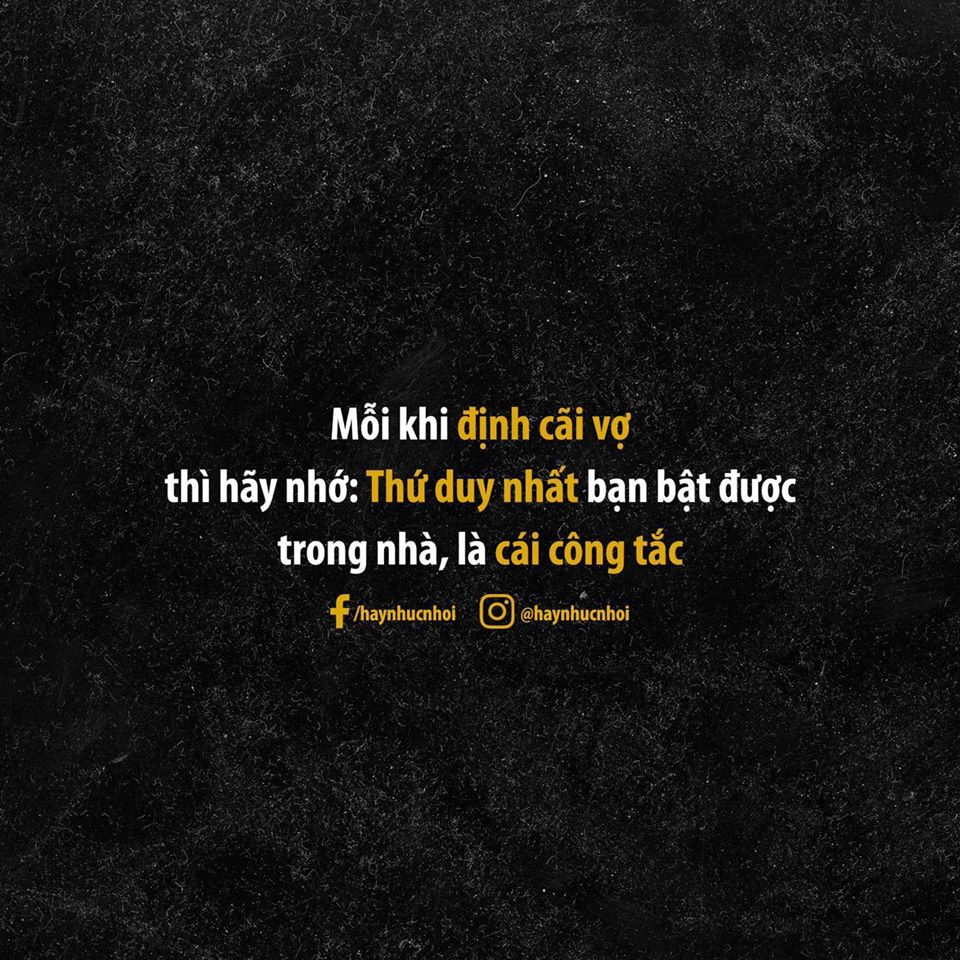 Mỗi khi định cãi vợ
thì hãy nhớ: Thứ duy nhất bạn bật được
trong nhà, là cái công tắc
/haynhucnhoi @haynhucnhoi